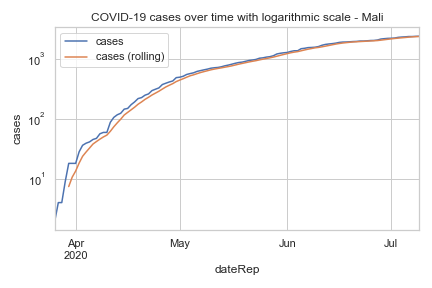 COVID-19 cases over time with logarithmic scale - Mali
cases
cases (rolling)
10³
10²
10¹
cases
Apr
2020
May
Jun
Jul
dateRep